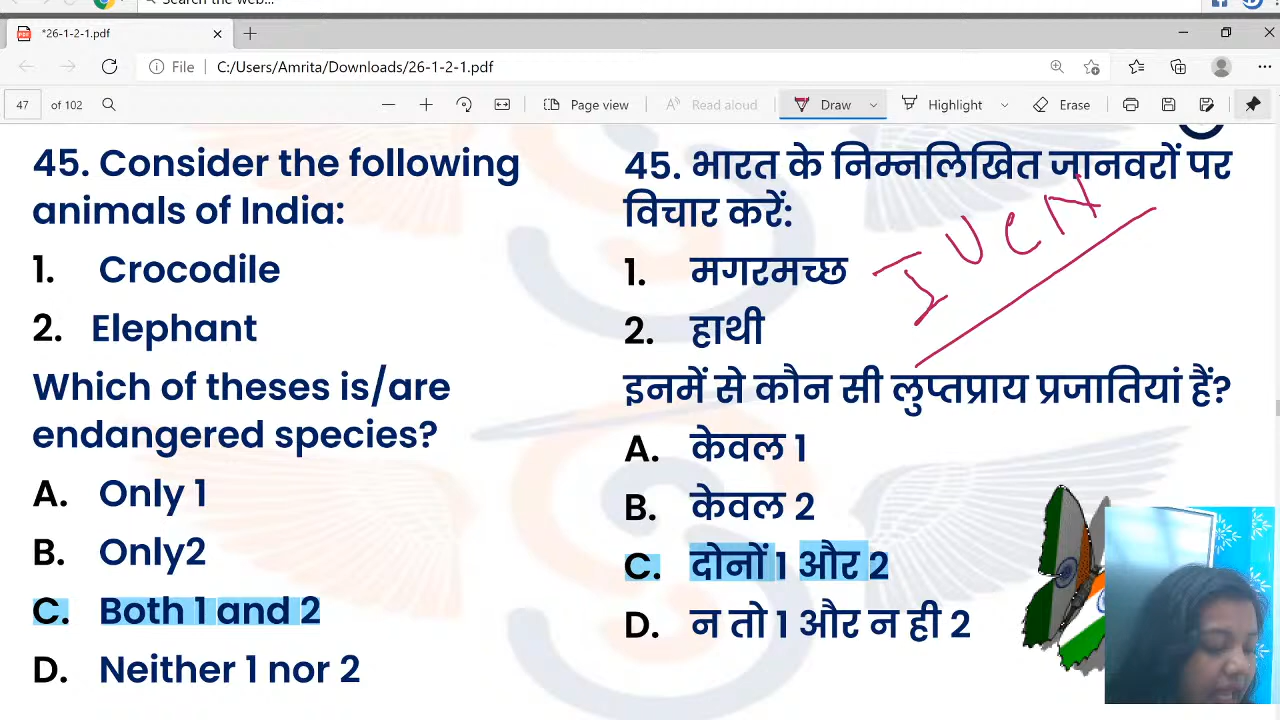 Search the web...
*26-1-2-1.pdf
File C:/Users/Amrita/Downloads/26-1-2-1.pdf
47 of 102 Page view Read aloud Draw Highlight Erase
45. Consider the following
animals of India:
1. Crocodile
2. Elephant
Which of theses is/are
endangered species?
A. Only 1
B. Only2
C. Both 1 and 2
D. Neither 1 nor 2
45. भारत के निम्नलिखित जानवरों पर
विचार करें:
1. मगरमच्छ
2. हाथी
इनमें से कौन सी लुप्तप्राय प्रजातियां हैं?
A. केवल 1
B. केवल 2
C. दोनों 1 और 2
D. न तो 1 और न ही 2
IUCN